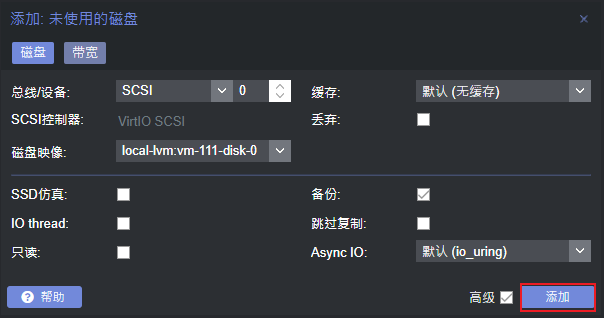 添加: 未使用的磁盘
磁盘 带宽
总线/设备: SCSI 0 缓存: 默认 (无缓存)
SCSI控制器: VirtIO SCSI 丢弃:
磁盘映像: local-lvm:vm-111-disk-0
SSD仿真: 备份:
IO thread: 跳过复制:
只读: Async IO: 默认 (io_uring)
帮助 高级 添加